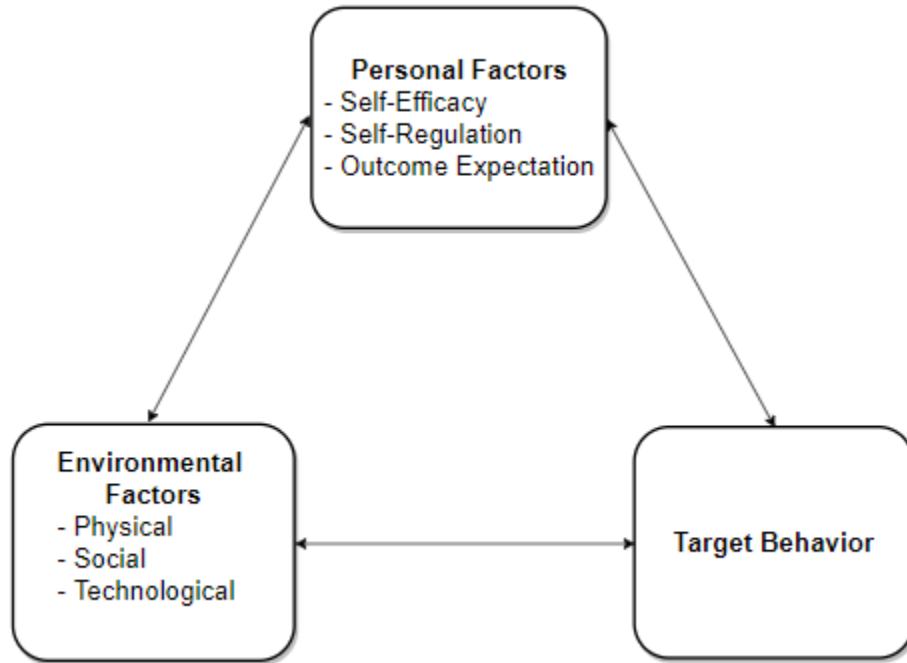 Personal Factors
- Self-Efficacy
- Self-Regulation
- Outcome Expectation
Environmental
Factors
- Physical
- Social
- Technological
Target Behavior